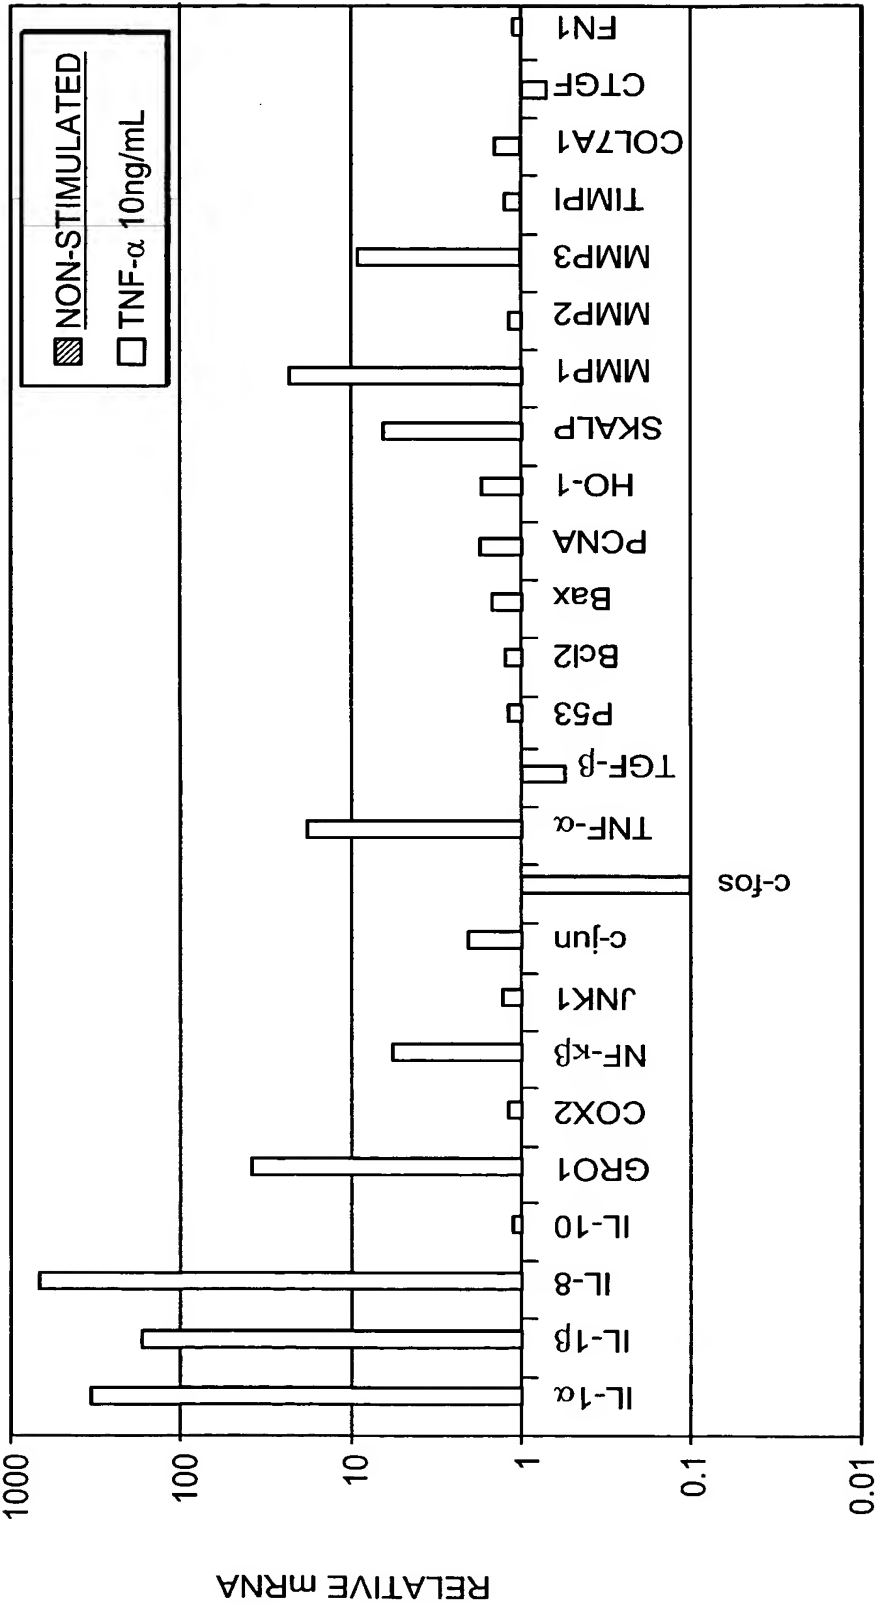 RELATIVE mRNA
1000
100
10
1
0.1
0.01
NON-STIMULATED
TNF-α 10ng/mL
IL-1α
IL-1β
IL-8
IL-10
GRO1
COX2
NF-κβ
JNK1
c-jun
c-fos
TNF-α
TGF-β
P53
Bcl2
Bax
PCNA
HO-1
SKALP
MMP1
MMP2
MMP3
TIMPI
COL7A1
CTGF
FN1